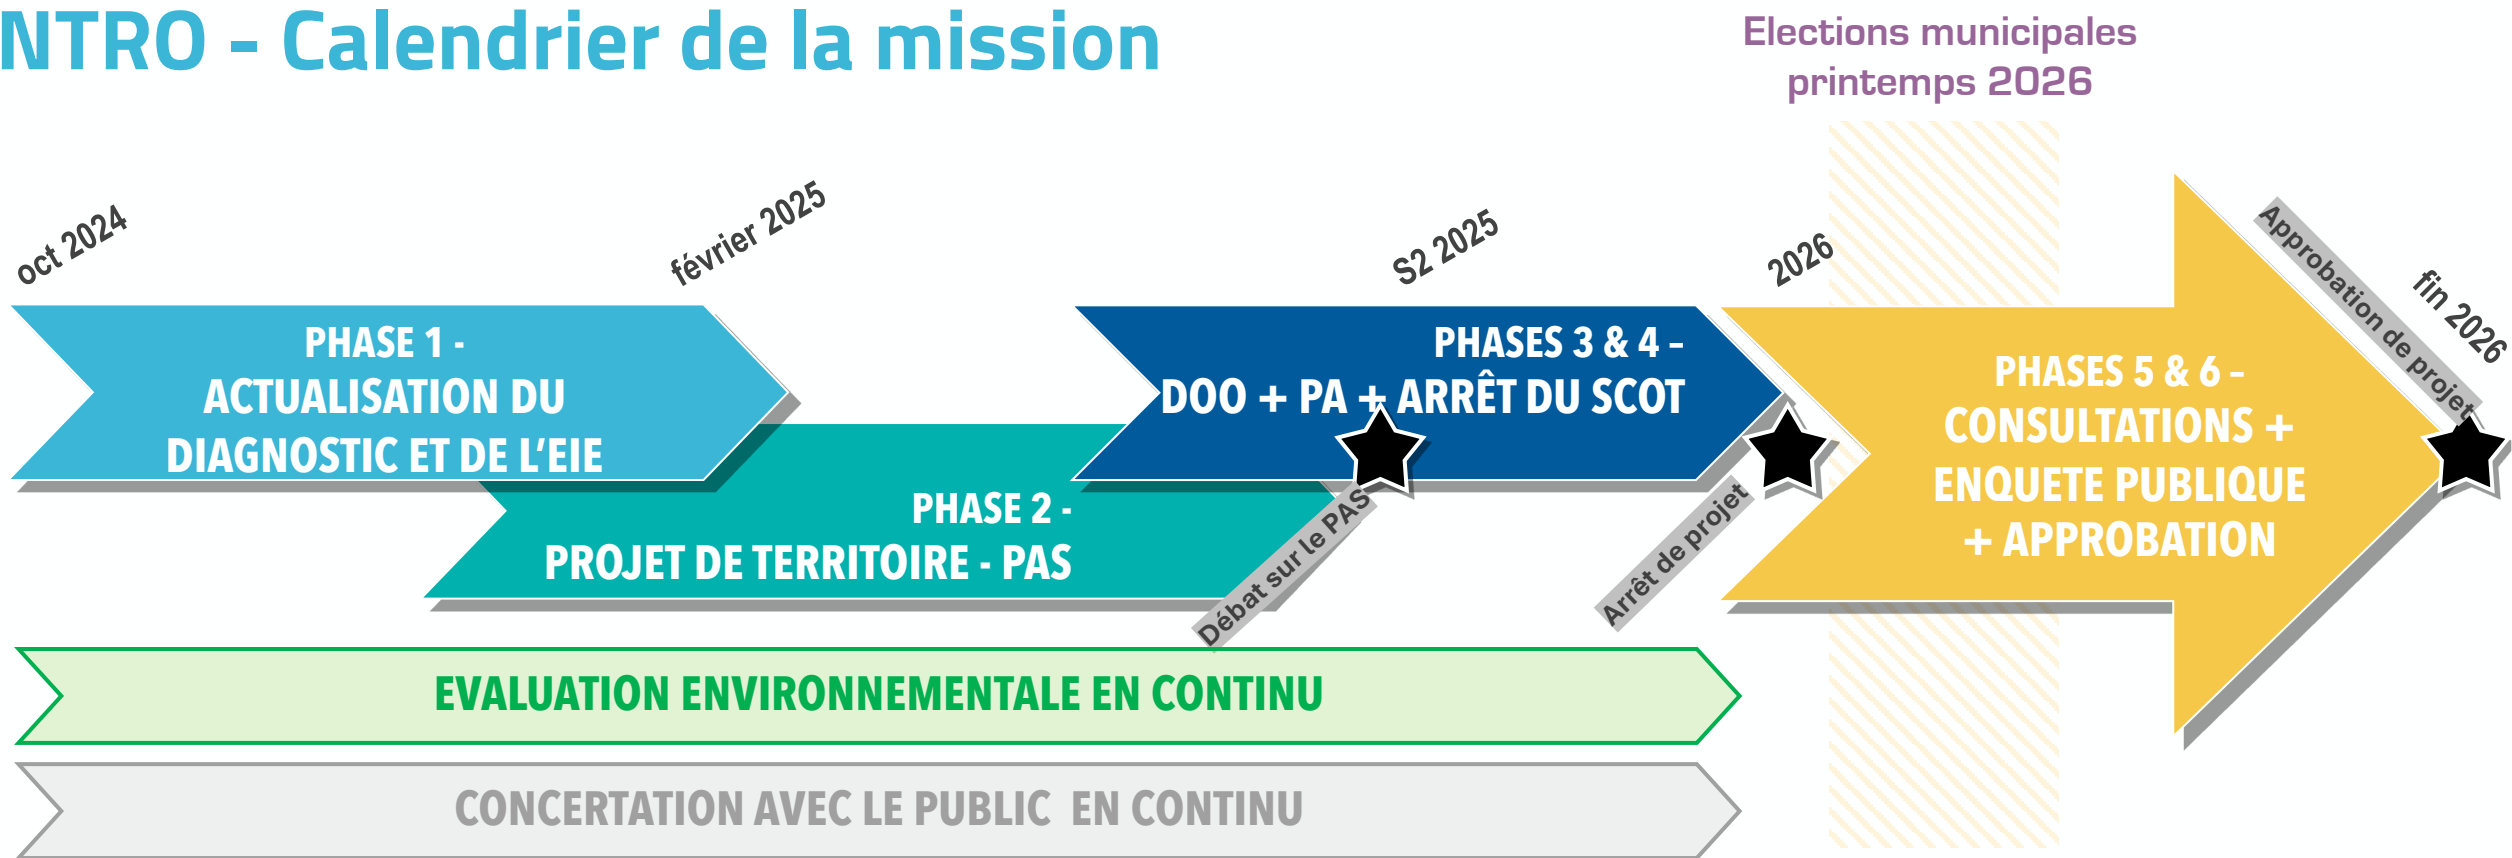 NTRO - Calendrier de la mission
Elections municipales
printemps 2026
oct 2024
février 2025
S2 2025
2026
fin 2026
PHASE 1 -
ACTUALISATION DU
DIAGNOSTIC ET DE L’EIE
PHASE 2 -
PROJET DE TERRITOIRE - PAS
PHASES 3 & 4 –
DOO + PA + ARRÊT DU SCOT
PHASES 5 & 6 –
CONSULTATIONS +
ENQUETE PUBLIQUE
+ APPROBATION
Débat sur le PAS
Arrêt de projet
Approbation de projet
EVALUATION ENVIRONNEMENTALE EN CONTINU
CONCERTATION AVEC LE PUBLIC  EN CONTINU